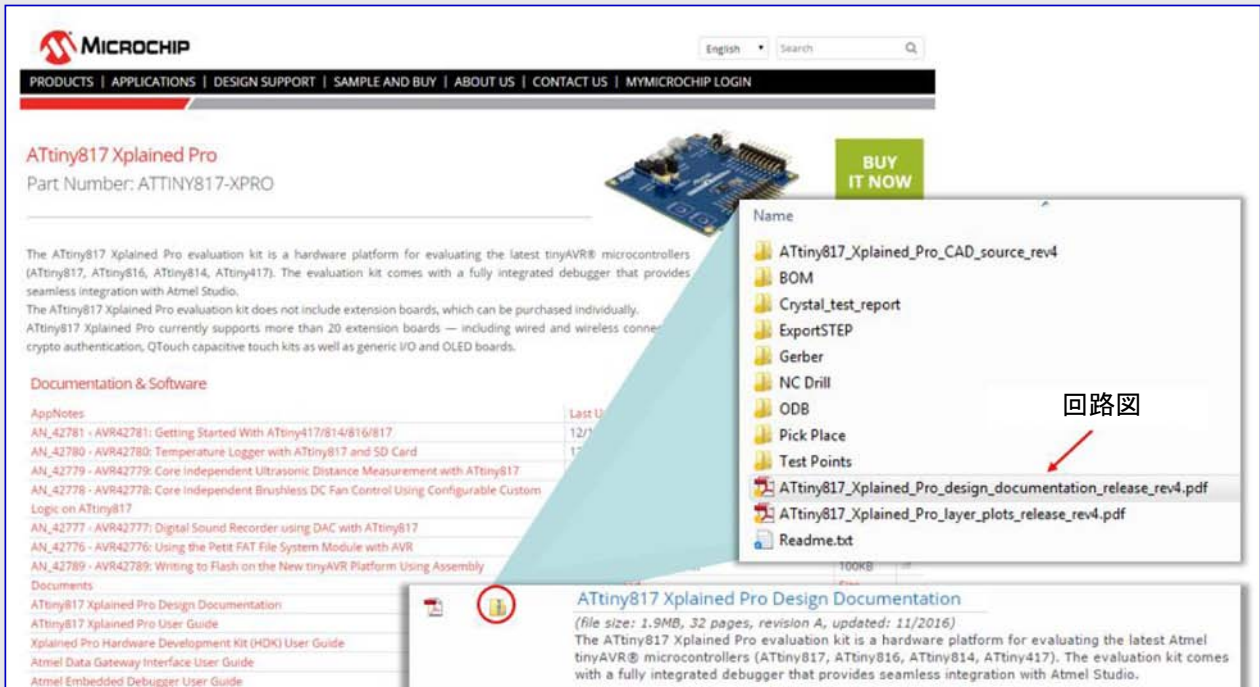 MICROCHIP
English
Search
PRODUCTS | APPLICATIONS | DESIGN SUPPORT | SAMPLE AND BUY | ABOUT US | CONTACT US | MYMICROCHIP LOGIN
ATtiny817 Xplained Pro
Part Number: ATTINY817-XPRO
BUY
IT NOW
The ATtiny817 Xplained Pro evaluation kit is a hardware platform for evaluating the latest tinyAVR® microcontrollers
(ATtiny817, ATtiny816, ATtiny814, ATtiny417). The evaluation kit comes with a fully integrated debugger that provides
seamless integration with Atmel Studio.
The ATtiny817 Xplained Pro evaluation kit does not include extension boards, which can be purchased individually.
ATtiny817 Xplained Pro currently supports more than 20 extension boards — including wired and wireless
crypto authentication, QTouch capacitive touch kits as well as generic I/O and OLED boards.
Documentation & Software
AppNotes
AN_42781 - AVR42781: Getting Started With ATtiny417/814/816/817
AN_42780 - AVR42780: Temperature Logger with ATtiny817 and SD Card
AN_42779 - AVR42779: Core Independent Ultrasonic Distance Measurement with ATtiny817
AN_42778 - AVR42778: Core Independent Brushless DC Fan Control Using Configurable Custom
Logic on ATtiny817
AN_42777 - AVR42777: Digital Sound Recorder using DAC with ATtiny817
AN_42776 - AVR42776: Using the Petit FAT File System Module with AVR
AN_42789 - AVR42789: Writing to Flash on the New tinyAVR Platform Using Assembly
100KB
Documents
ATtiny817 Xplained Pro Design Documentation
ATtiny817 Xplained Pro User Guide
Xplained Pro Hardware Development Kit (HDK) User Guide
Atmel Data Gateway Interface User Guide
Atmel Embedded Debugger User Guide
Name
ATtiny817_Xplained_Pro_CAD_source_rev4
BOM
Crystal_test_report
ExportSTEP
Gerber
NC Drill
ODB
Pick Place
Test Points
回路図
ATtiny817_Xplained_Pro_design_documentation_release_rev4.pdf
ATtiny817_Xplained_Pro_layer_plots_release_rev4.pdf
Readme.txt
ATtiny817 Xplained Pro Design Documentation
(file size: 1.9MB, 32 pages, revision A, updated: 11/2016)
The ATtiny817 Xplained Pro evaluation kit is a hardware platform for evaluating the latest Atmel
tinyAVR® microcontrollers (ATtiny817, ATtiny816, ATtiny814, ATtiny417). The evaluation kit comes
with a fully integrated debugger that provides seamless integration with Atmel Studio.